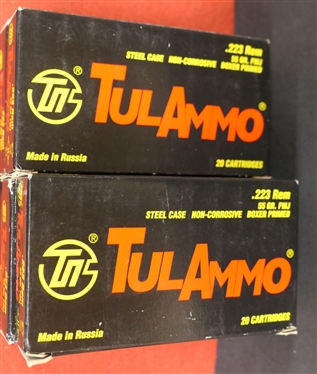 .223 Rem
55 GR. FMJ
STEEL CASE NON-CORROSIVE BOXER PRIMED
®
TULAMMO®
Made in Russia
20 CARTRIDGES
.223 Rem
55 GR. FMJ
STEEL CASE NON-CORROSIVE BOXER PRIMED
®
TULAMMO®
Made in Russia
20 CARTRIDGES